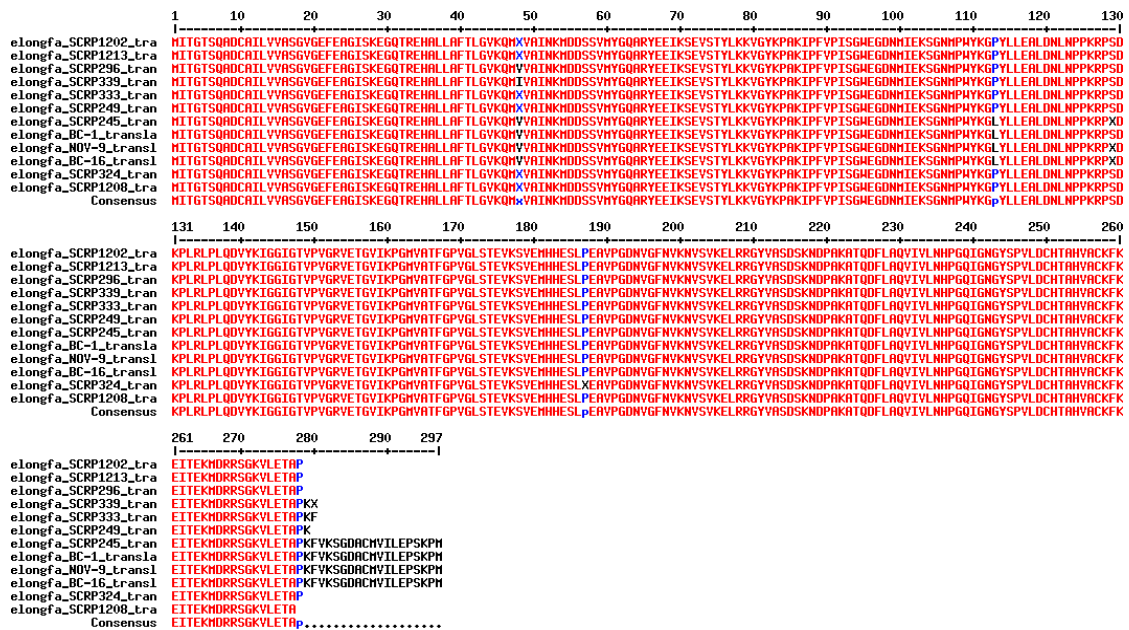 1 10 20 30 40 50 60 70 80 90 100 110 120 130
|--------+---------+---------+---------+---------+---------+---------+---------+---------+---------+---------+---------+---------|
elongfa_SCRP1202_tra MITGTSQADCAILVVASGVGEFEAGISKEGQTREHALLAFTLGVKQMXVAINKMDDSSVMYGQARYEEIKSEVSTYLKKVGYKPAKIPFVPISGWEGDNMIEKSGNMPWYKGPYLLEALDNLNPPKRPSD
elongfa_SCRP1213_tra MITGTSQADCAILVVASGVGEFEAGISKEGQTREHALLAFTLGVKQMXVAINKMDDSSVMYGQARYEEIKSEVSTYLKKVGYKPAKIPFVPISGWEGDNMIEKSGNMPWYKGPYLLEALDNLNPPKRPSD
elongfa_SCRP296_tran MITGTSQADCAILVVASGVGEFEAGISKEGQTREHALLAFTLGVKQMVVAINKMDDSSVMYGQARYEEIKSEVSTYLKKVGYKPAKIPFVPISGWEGDNMIEKSGNMPWYKGPYLLEALDNLNPPKRPSD
elongfa_SCRP339_tran MITGTSQADCAILVVASGVGEFEAGISKEGQTREHALLAFTLGVKQMIVAINKMDDSSVMYGQARYEEIKSEVSTYLKKVGYKPAKIPFVPISGWEGDNMIEKSGNMPWYKGPYLLEALDNLNPPKRPSD
elongfa_SCRP333_tran MITGTSQADCAILVVASGVGEFEAGISKEGQTREHALLAFTLGVKQMXVAINKMDDSSVMYGQARYEEIKSEVSTYLKKVGYKPAKIPFVPISGWEGDNMIEKSGNMPWYKGPYLLEALDNLNPPKRPSD
elongfa_SCRP249_tran MITGTSQADCAILVVASGVGEFEAGISKEGQTREHALLAFTLGVKQMXVAINKMDDSSVMYGQARYEEIKSEVSTYLKKVGYKPAKIPFVPISGWEGDNMIEKSGNMPWYKGPYLLEALDNLNPPKRPSD
elongfa_SCRP245_tran MITGTSQADCAILVVASGVGEFEAGISKEGQTREHALLAFTLGVKQMVVAINKMDDSSVMYGQARYEEIKSEVSTYLKKVGYKPAKIPFVPISGWEGDNMIEKSGNMPWYKGLYLLEALDNLNPPKRPXD
elongfa_BC-1_transla MITGTSQADCAILVVASGVGEFEAGISKEGQTREHALLAFTLGVKQMVVAINKMDDSSVMYGQARYEEIKSEVSTYLKKVGYKPAKIPFVPISGWEGDNMIEKSGNMPWYKGLYLLEALDNLNPPKRPSD
elongfa_NOV-9_transl MITGTSQADCAILVVASGVGEFEAGISKEGQTREHALLAFTLGVKQMVVAINKMDDSSVMYGQARYEEIKSEVSTYLKKVGYKPAKIPFVPISGWEGDNMIEKSGNMPWYKGLYLLEALDNLNPPKRPXD
elongfa_BC-16_transl MITGTSQADCAILVVASGVGEFEAGISKEGQTREHALLAFTLGVKQMVVAINKMDDSSVMYGQARYEEIKSEVSTYLKKVGYKPAKIPFVPISGWEGDNMIEKSGNMPWYKGLYLLEALDNLNPPKRPXD
elongfa_SCRP324_tran MITGTSQADCAILVVASGVGEFEAGISKEGQTREHALLAFTLGVKQMXVAINKMDDSSVMYGQARYEEIKSEVSTYLKKVGYKPAKIPFVPISGWEGDNMIEKSGNMPWYKGPYLLEALDNLNPPKRPSD
elongfa_SCRP1208_tra MITGTSQADCAILVVASGVGEFEAGISKEGQTREHALLAFTLGVKQMXVAINKMDDSSVMYGQARYEEIKSEVSTYLKKVGYKPAKIPFVPISGWEGDNMIEKSGNMPWYKGPYLLEALDNLNPPKRPSD
Consensus MITGTSQADCAILVVASGVGEFEAGISKEGQTREHALLAFTLGVKQMxVAINKMDDSSVMYGQARYEEIKSEVSTYLKKVGYKPAKIPFVPISGWEGDNMIEKSGNMPWYKGpYLLEALDNLNPPKRPSD
131 140 150 160 170 180 190 200 210 220 230 240 250 260
|--------+---------+---------+---------+---------+---------+---------+---------+---------+---------+---------+---------+---------|
elongfa_SCRP1202_tra KPLRLPLQDVYKIGGIGTVPVGRVETGVIKPGMVATFGPVGLSTEVKSVEMHHESLPEAVPGDNVGFNVKNVSVKELRRGYVASDSKNDPAKATQDFLAQVIVLNHPGQIGNGYSPVLDCHTAHVACKFK
elongfa_SCRP1213_tra KPLRLPLQDVYKIGGIGTVPVGRVETGVIKPGMVATFGPVGLSTEVKSVEMHHESLPEAVPGDNVGFNVKNVSVKELRRGYVASDSKNDPAKATQDFLAQVIVLNHPGQIGNGYSPVLDCHTAHVACKFK
elongfa_SCRP296_tran KPLRLPLQDVYKIGGIGTVPVGRVETGVIKPGMVATFGPVGLSTEVKSVEMHHESLPEAVPGDNVGFNVKNVSVKELRRGYVASDSKNDPAKATQDFLAQVIVLNHPGQIGNGYSPVLDCHTAHVACKFK
elongfa_SCRP339_tran KPLRLPLQDVYKIGGIGTVPVGRVETGVIKPGMVATFGPVGLSTEVKSVEMHHESLPEAVPGDNVGFNVKNVSVKELRRGYVASDSKNDPAKATQDFLAQVIVLNHPGQIGNGYSPVLDCHTAHVACKFK
elongfa_SCRP333_tran KPLRLPLQDVYKIGGIGTVPVGRVETGVIKPGMVATFGPVGLSTEVKSVEMHHESLPEAVPGDNVGFNVKNVSVKELRRGYVASDSKNDPAKATQDFLAQVIVLNHPGQIGNGYSPVLDCHTAHVACKFK
elongfa_SCRP249_tran KPLRLPLQDVYKIGGIGTVPVGRVETGVIKPGMVATFGPVGLSTEVKSVEMHHESLPEAVPGDNVGFNVKNVSVKELRRGYVASDSKNDPAKATQDFLAQVIVLNHPGQIGNGYSPVLDCHTAHVACKFK
elongfa_SCRP245_tran KPLRLPLQDVYKIGGIGTVPVGRVETGVIKPGMVATFGPVGLSTEVKSVEMHHESLPEAVPGDNVGFNVKNVSVKELRRGYVASDSKNDPAKATQDFLAQVIVLNHPGQIGNGYSPVLDCHTAHVACKFK
elongfa_BC-1_transla KPLRLPLQDVYKIGGIGTVPVGRVETGVIKPGMVATFGPVGLSTEVKSVEMHHESLPEAVPGDNVGFNVKNVSVKELRRGYVASDSKNDPAKATQDFLAQVIVLNHPGQIGNGYSPVLDCHTAHVACKFK
elongfa_NOV-9_transl KPLRLPLQDVYKIGGIGTVPVGRVETGVIKPGMVATFGPVGLSTEVKSVEMHHESLPEAVPGDNVGFNVKNVSVKELRRGYVASDSKNDPAKATQDFLAQVIVLNHPGQIGNGYSPVLDCHTAHVACKFK
elongfa_BC-16_transl KPLRLPLQDVYKIGGIGTVPVGRVETGVIKPGMVATFGPVGLSTEVKSVEMHHESLPEAVPGDNVGFNVKNVSVKELRRGYVASDSKNDPAKATQDFLAQVIVLNHPGQIGNGYSPVLDCHTAHVACKFK
elongfa_SCRP324_tran KPLRLPLQDVYKIGGIGTVPVGRVETGVIKPGMVATFGPVGLSTEVKSVEMHHESLXEAVPGDNVGFNVKNVSVKELRRGYVASDSKNDPAKATQDFLAQVIVLNHPGQIGNGYSPVLDCHTAHVACKFK
elongfa_SCRP1208_tra KPLRLPLQDVYKIGGIGTVPVGRVETGVIKPGMVATFGPVGLSTEVKSVEMHHESLPEAVPGDNVGFNVKNVSVKELRRGYVASDSKNDPAKATQDFLAQVIVLNHPGQIGNGYSPVLDCHTAHVACKFK
Consensus KPLRLPLQDVYKIGGIGTVPVGRVETGVIKPGMVATFGPVGLSTEVKSVEMHHESLpEAVPGDNVGFNVKNVSVKELRRGYVASDSKNDPAKATQDFLAQVIVLNHPGQIGNGYSPVLDCHTAHVACKFK
261 270 280 290 297
|--------+---------+---------+------|
elongfa_SCRP1202_tra EITEKMDRRSGKVLETAP
elongfa_SCRP1213_tra EITEKMDRRSGKVLETAP
elongfa_SCRP296_tran EITEKMDRRSGKVLETAP
elongfa_SCRP339_tran EITEKMDRRSGKVLETAPKX
elongfa_SCRP333_tran EITEKMDRRSGKVLETAPKF
elongfa_SCRP249_tran EITEKMDRRSGKVLETAPK
elongfa_SCRP245_tran EITEKMDRRSGKVLETAPKFVKSGDACMVILEPSKPM
elongfa_BC-1_transla EITEKMDRRSGKVLETAPKFVKSGDACMVILEPSKPM
elongfa_NOV-9_transl EITEKMDRRSGKVLETAPKFVKSGDACMVILEPSKPM
elongfa_BC-16_transl EITEKMDRRSGKVLETAPKFVKSGDACMVILEPSKPM
elongfa_SCRP324_tran EITEKMDRRSGKVLETAP
elongfa_SCRP1208_tra EITEKMDRRSGKVLETA
Consensus EITEKMDRRSGKVLETAp...................